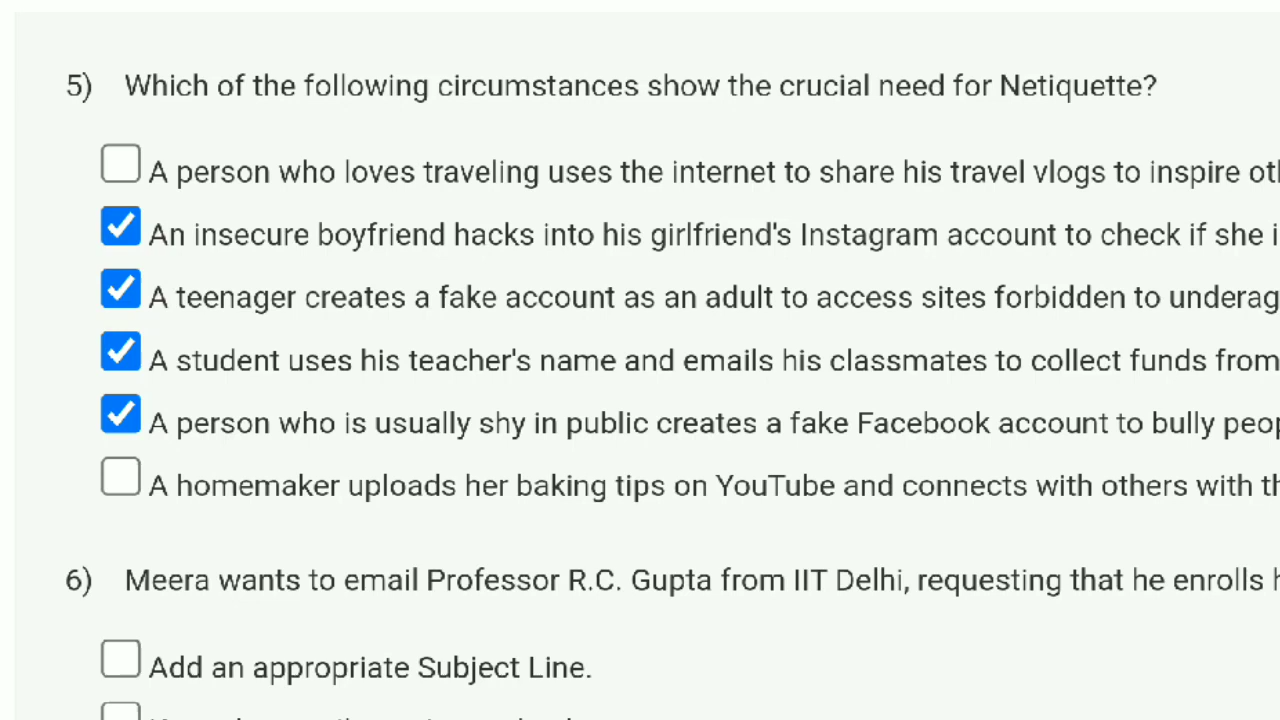 5) Which of the following circumstances show the crucial need for Netiquette?
A person who loves traveling uses the internet to share his travel vlogs to inspire
An insecure boyfriend hacks into his girlfriend's Instagram account to check if she
A teenager creates a fake account as an adult to access sites forbidden to
A student uses his teacher's name and emails his classmates to collect funds from
A person who is usually shy in public creates a fake Facebook account to bully
A homemaker uploads her baking tips on YouTube and connects with others with
6) Meera wants to email Professor R.C. Gupta from IIT Delhi, requesting that he enrolls
Add an appropriate Subject Line.